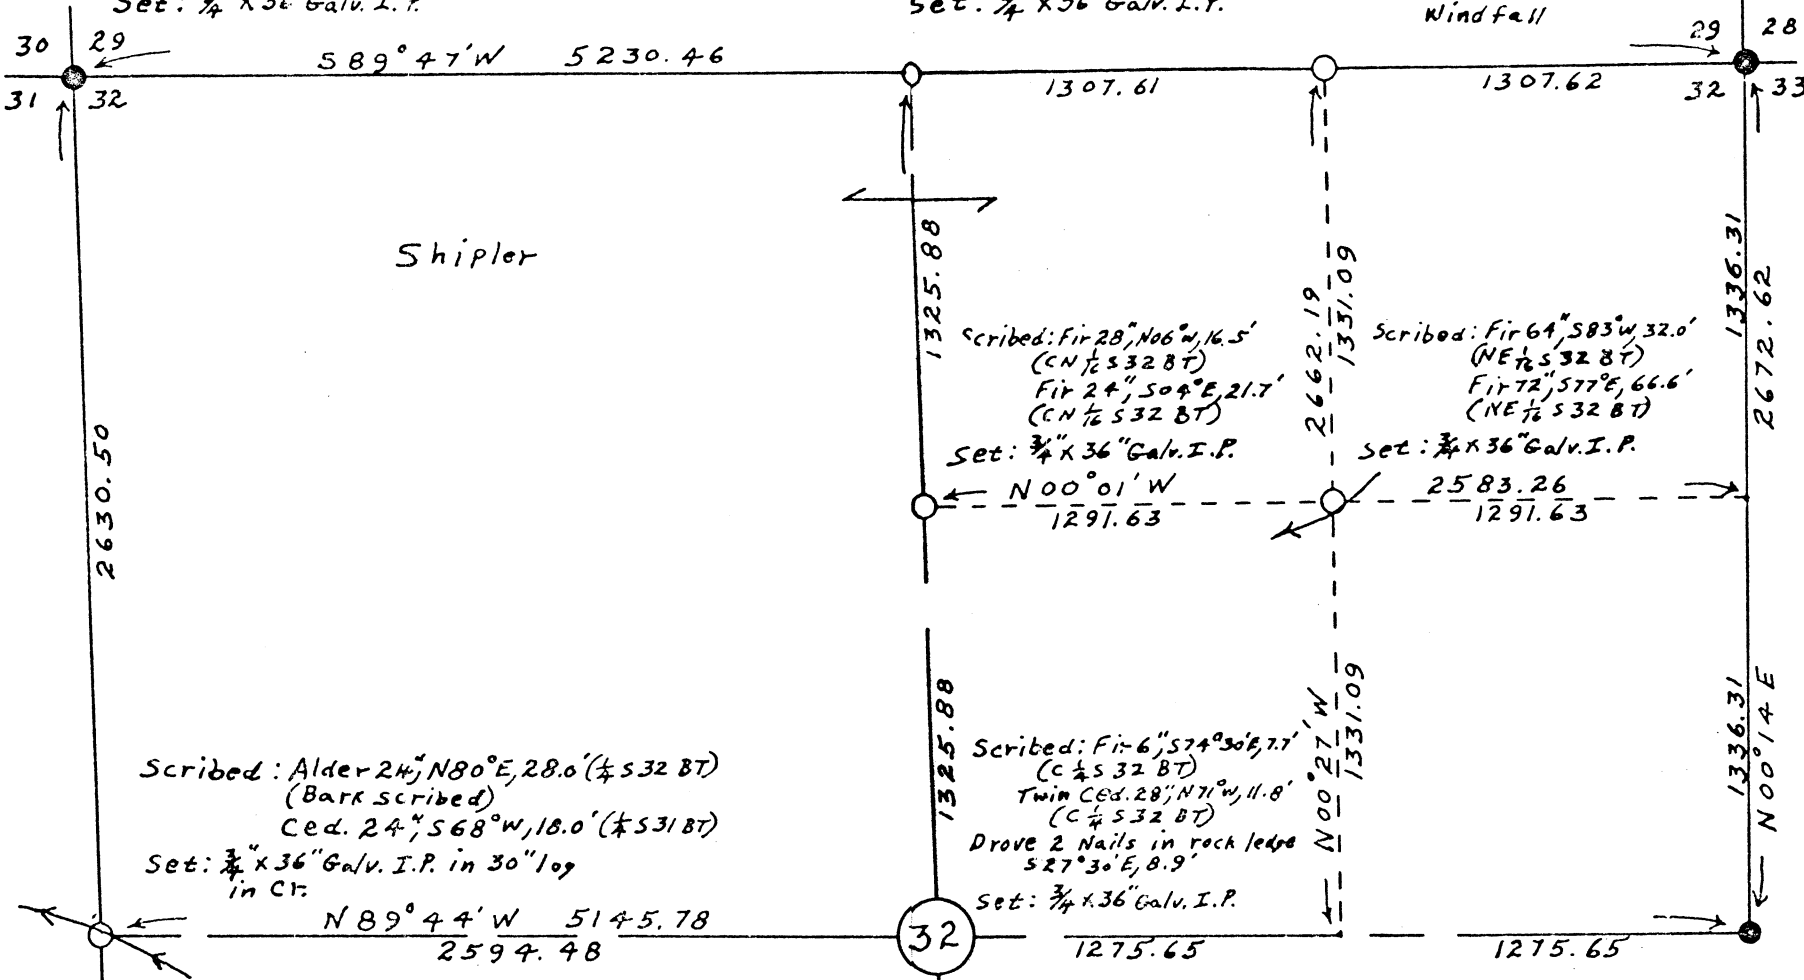 Set: 3/4" x 36" Galv. I.P.
Set: 3/4" x 36" Galv. I.P.
Windfall
30 29
31 32
S89°47'W 5230.46
1307.61
1307.62
29 28
32 33
Shipler
1325.88
2662.19
1331.09
1336.31
2672.62
Scribed: Fir 28", N06°W, 16.5'
(CN 1/16 S 32 BT)
Fir 24", S04°E, 21.7'
(CN 1/16 S 32 BT)
Set: 3/4" x 36" Galv. I.P.
Scribed: Fir 64", S83°W, 32.0'
(NE 1/16 S 32 BT)
Fir 72", S77°E, 66.6'
(NE 1/16 S 32 BT)
Set: 3/4 x 36" Galv. I.P.
N00°01'W
1291.63
2583.26
1291.63
2630.50
1325.88
N00°27'W
1331.09
1336.31
N00°14 E
Scribed: Alder 24", N80°E, 28.0' (1/4 S32 BT)
(Bark scribed)
Ced. 24", S68°W, 18.0' (1/4 S31 BT)
Set: 3/4" x 36" Galv. I.P. in 30" log
in Cr.
Scribed: Fir 6", S74°30'E, 7.7'
(C 1/4 S 32 BT)
Twin Ced. 28", N71°W, 11.8'
(C 1/4 S 32 BT)
Drove 2 Nails in rock ledge
S27°30'E, 8.9'
Set: 3/4 x 36" Galv. I.P.
N89°44'W 5145.78
2594.48
32
1275.65
1275.65